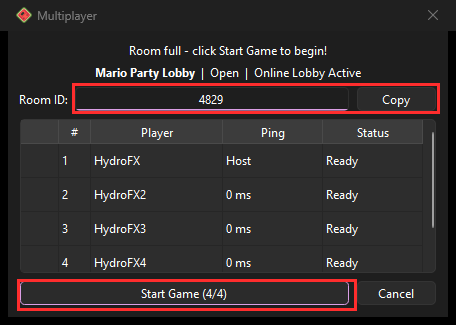 Multiplayer
Room full - click Start Game to begin!
Mario Party Lobby | Open | Online Lobby Active
Room ID: 4829 Copy
# Player Ping Status
1 HydroFX Host Ready
2 HydroFX2 0 ms Ready
3 HydroFX3 0 ms Ready
4 HydroFX4 0 ms Ready
Start Game (4/4) Cancel